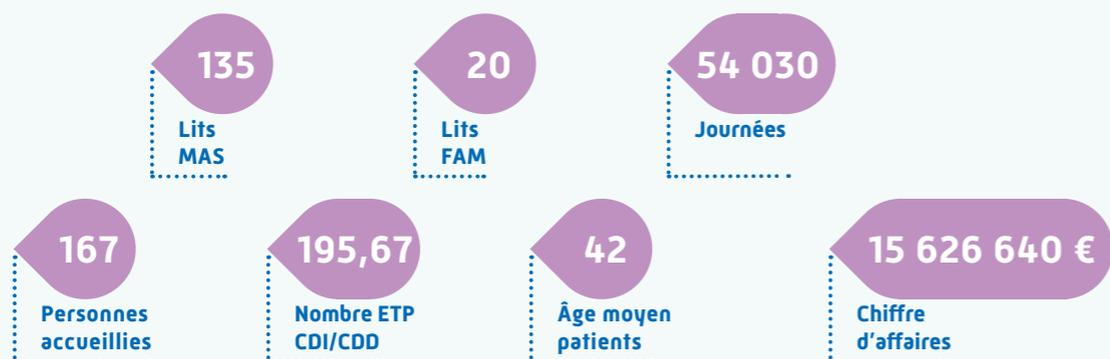 135
Lits
MAS
20
Lits
FAM
54 030
Journées
167
Personnes
accueillies
195,67
Nombre ETP
CDI/CDD
42
Âge moyen
patients
15 626 640 €
Chiffre
d'affaires